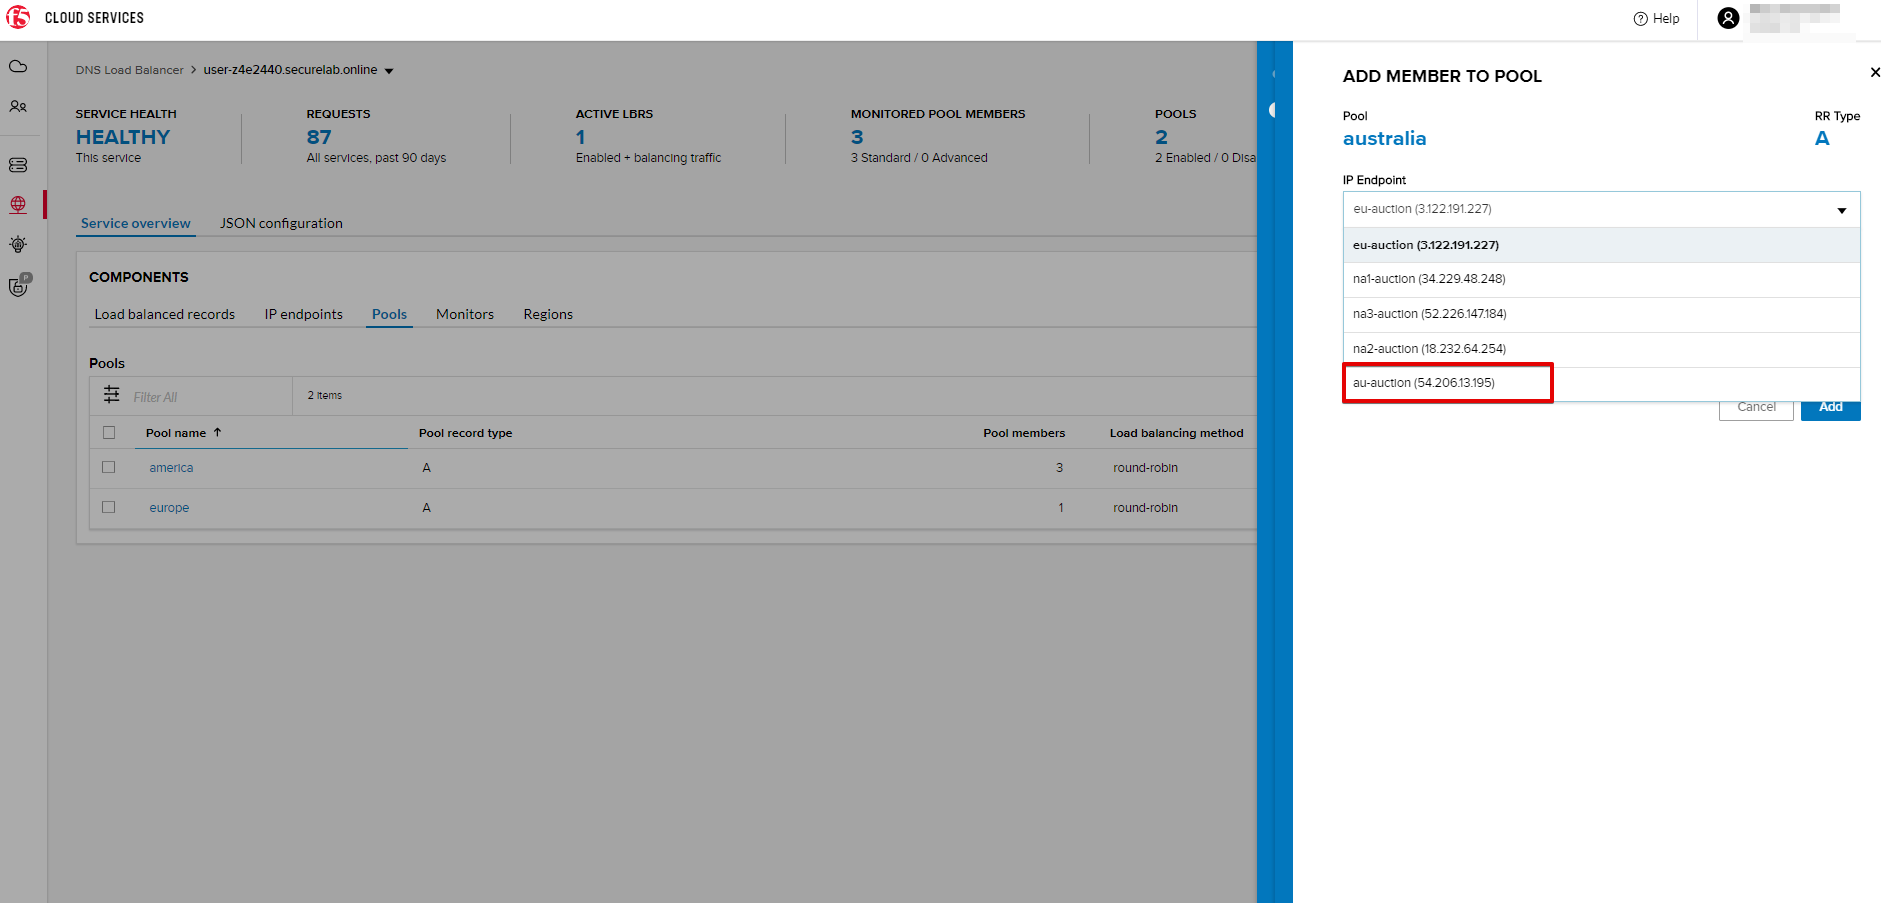 f5 CLOUD SERVICES
? Help
DNS Load Balancer > user-z4e2440.securelab.online
SERVICE HEALTH
HEALTHY
This service
REQUESTS
87
All services, past 90 days
ACTIVE LBRS
1
Enabled + balancing traffic
MONITORED POOL MEMBERS
3
3 Standard / 0 Advanced
POOLS
2
2 Enabled / 0 Disa
Service overview JSON configuration
COMPONENTS
Load balanced records IP endpoints Pools Monitors Regions
Pools
Filter All 2 items
Pool name ↑ Pool record type Pool members Load balancing method
america A 3 round-robin
europe A 1 round-robin
P
ADD MEMBER TO POOL
Pool RR Type
australia A
IP Endpoint
eu-auction (3.122.191.227)
eu-auction (3.122.191.227)
na1-auction (34.229.48.248)
na3-auction (52.226.147.184)
na2-auction (18.232.64.254)
au-auction (54.206.13.195)
Cancel Add